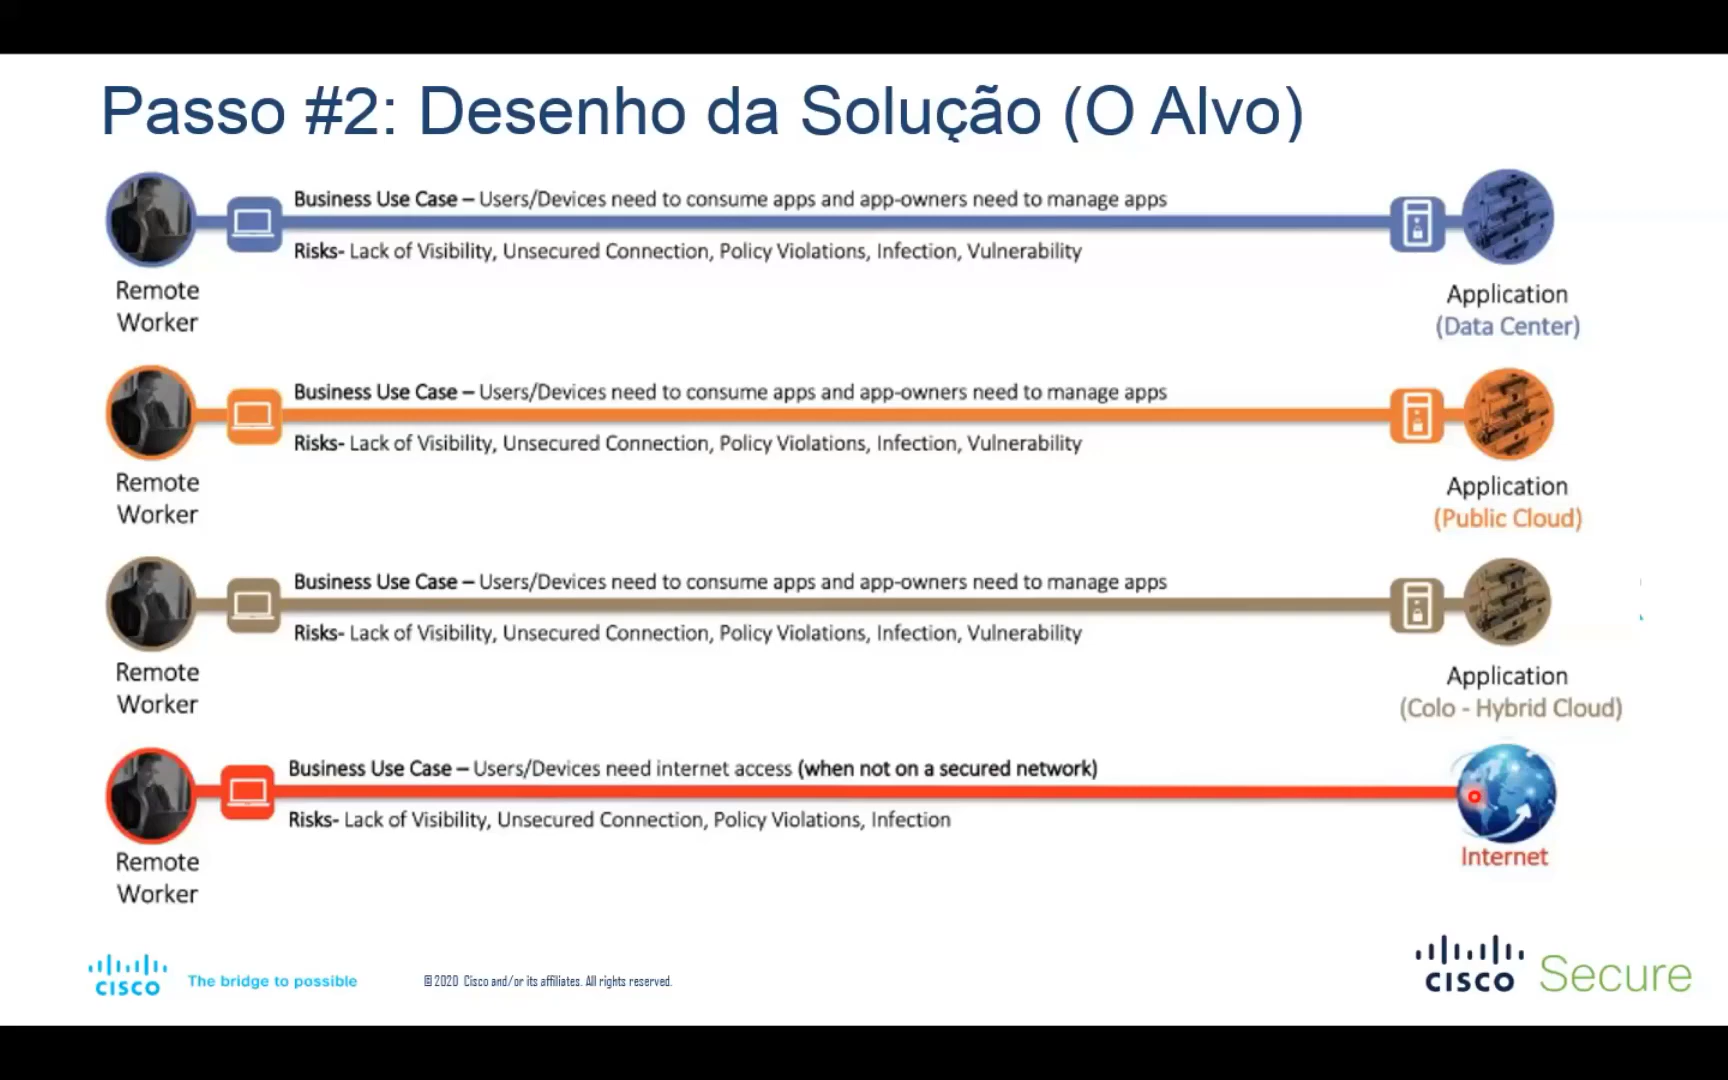 Passo #2: Desenho da Solução (O Alvo)
Business Use Case – Users/Devices need to consume apps and app-owners need to manage apps
Risks- Lack of Visibility, Unsecured Connection, Policy Violations, Infection, Vulnerability
Remote
Worker
Application
(Data Center)
Business Use Case – Users/Devices need to consume apps and app-owners need to manage apps
Risks- Lack of Visibility, Unsecured Connection, Policy Violations, Infection, Vulnerability
Remote
Worker
Application
(Public Cloud)
Business Use Case – Users/Devices need to consume apps and app-owners need to manage apps
Risks- Lack of Visibility, Unsecured Connection, Policy Violations, Infection, Vulnerability
Remote
Worker
Application
(Colo - Hybrid Cloud)
Business Use Case – Users/Devices need internet access (when not on a secured network)
Risks- Lack of Visibility, Unsecured Connection, Policy Violations, Infection
Remote
Worker
Internet
CISCO The bridge to possible
© 2020 Cisco and/or its affiliates. All rights reserved.
CISCO Secure